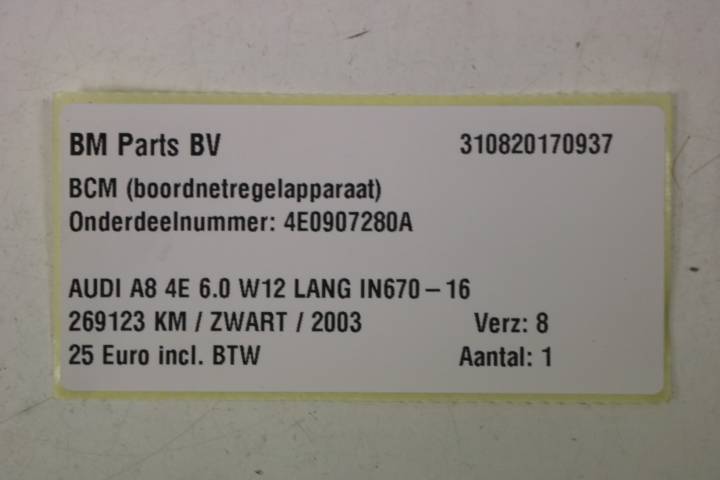 BM Parts BV 310820170937
BCM (boordnetregelapparaat)
Onderdeelnummer: 4E0907280A
AUDI A8 4E 6.0 W12 LANG IN670-16
269123 KM / ZWART / 2003 Verz: 8
25 Euro incl. BTW Aantal: 1